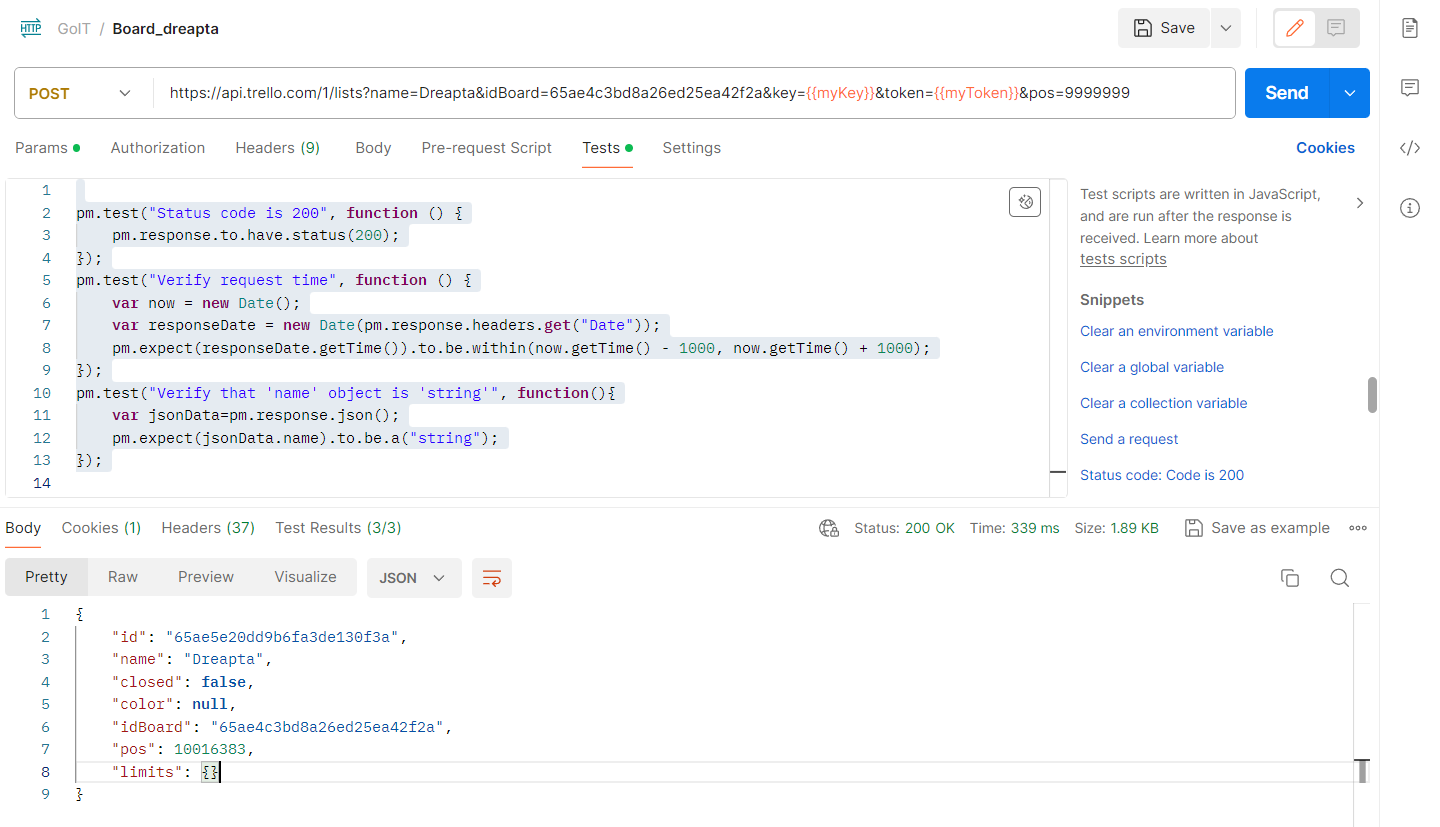 HTTP GoIT / Board_dreapta Save
POST https://api.trello.com/1/lists?name=Dreapta&idBoard=65ae4c3bd8a26ed25ea42f2a&key={{myKey}}&token={{myToken}}&pos=9999999 Send
Params Authorization Headers (9) Body Pre-request Script Tests Settings Cookies
1
2 pm.test("Status code is 200", function () {
3 pm.response.to.have.status(200);
4 });
5 pm.test("Verify request time", function () {
6 var now = new Date();
7 var responseDate = new Date(pm.response.headers.get("Date"));
8 pm.expect(responseDate.getTime()).to.be.within(now.getTime() - 1000, now.getTime() + 1000);
9 });
10 pm.test("Verify that 'name' object is 'string'", function(){
11 var jsonData=pm.response.json();
12 pm.expect(jsonData.name).to.be.a("string");
13 });
14
Test scripts are written in JavaScript,
and are run after the response is
received. Learn more about
tests scripts
Snippets
Clear an environment variable
Clear a global variable
Clear a collection variable
Send a request
Status code: Code is 200
Body Cookies (1) Headers (37) Test Results (3/3) Status: 200 OK Time: 339 ms Size: 1.89 KB Save as example
Pretty Raw Preview Visualize JSON
1 {
2 "id": "65ae5e20dd9b6fa3de130f3a",
3 "name": "Dreapta",
4 "closed": false,
5 "color": null,
6 "idBoard": "65ae4c3bd8a26ed25ea42f2a",
7 "pos": 10016383,
8 "limits": {}
9 }